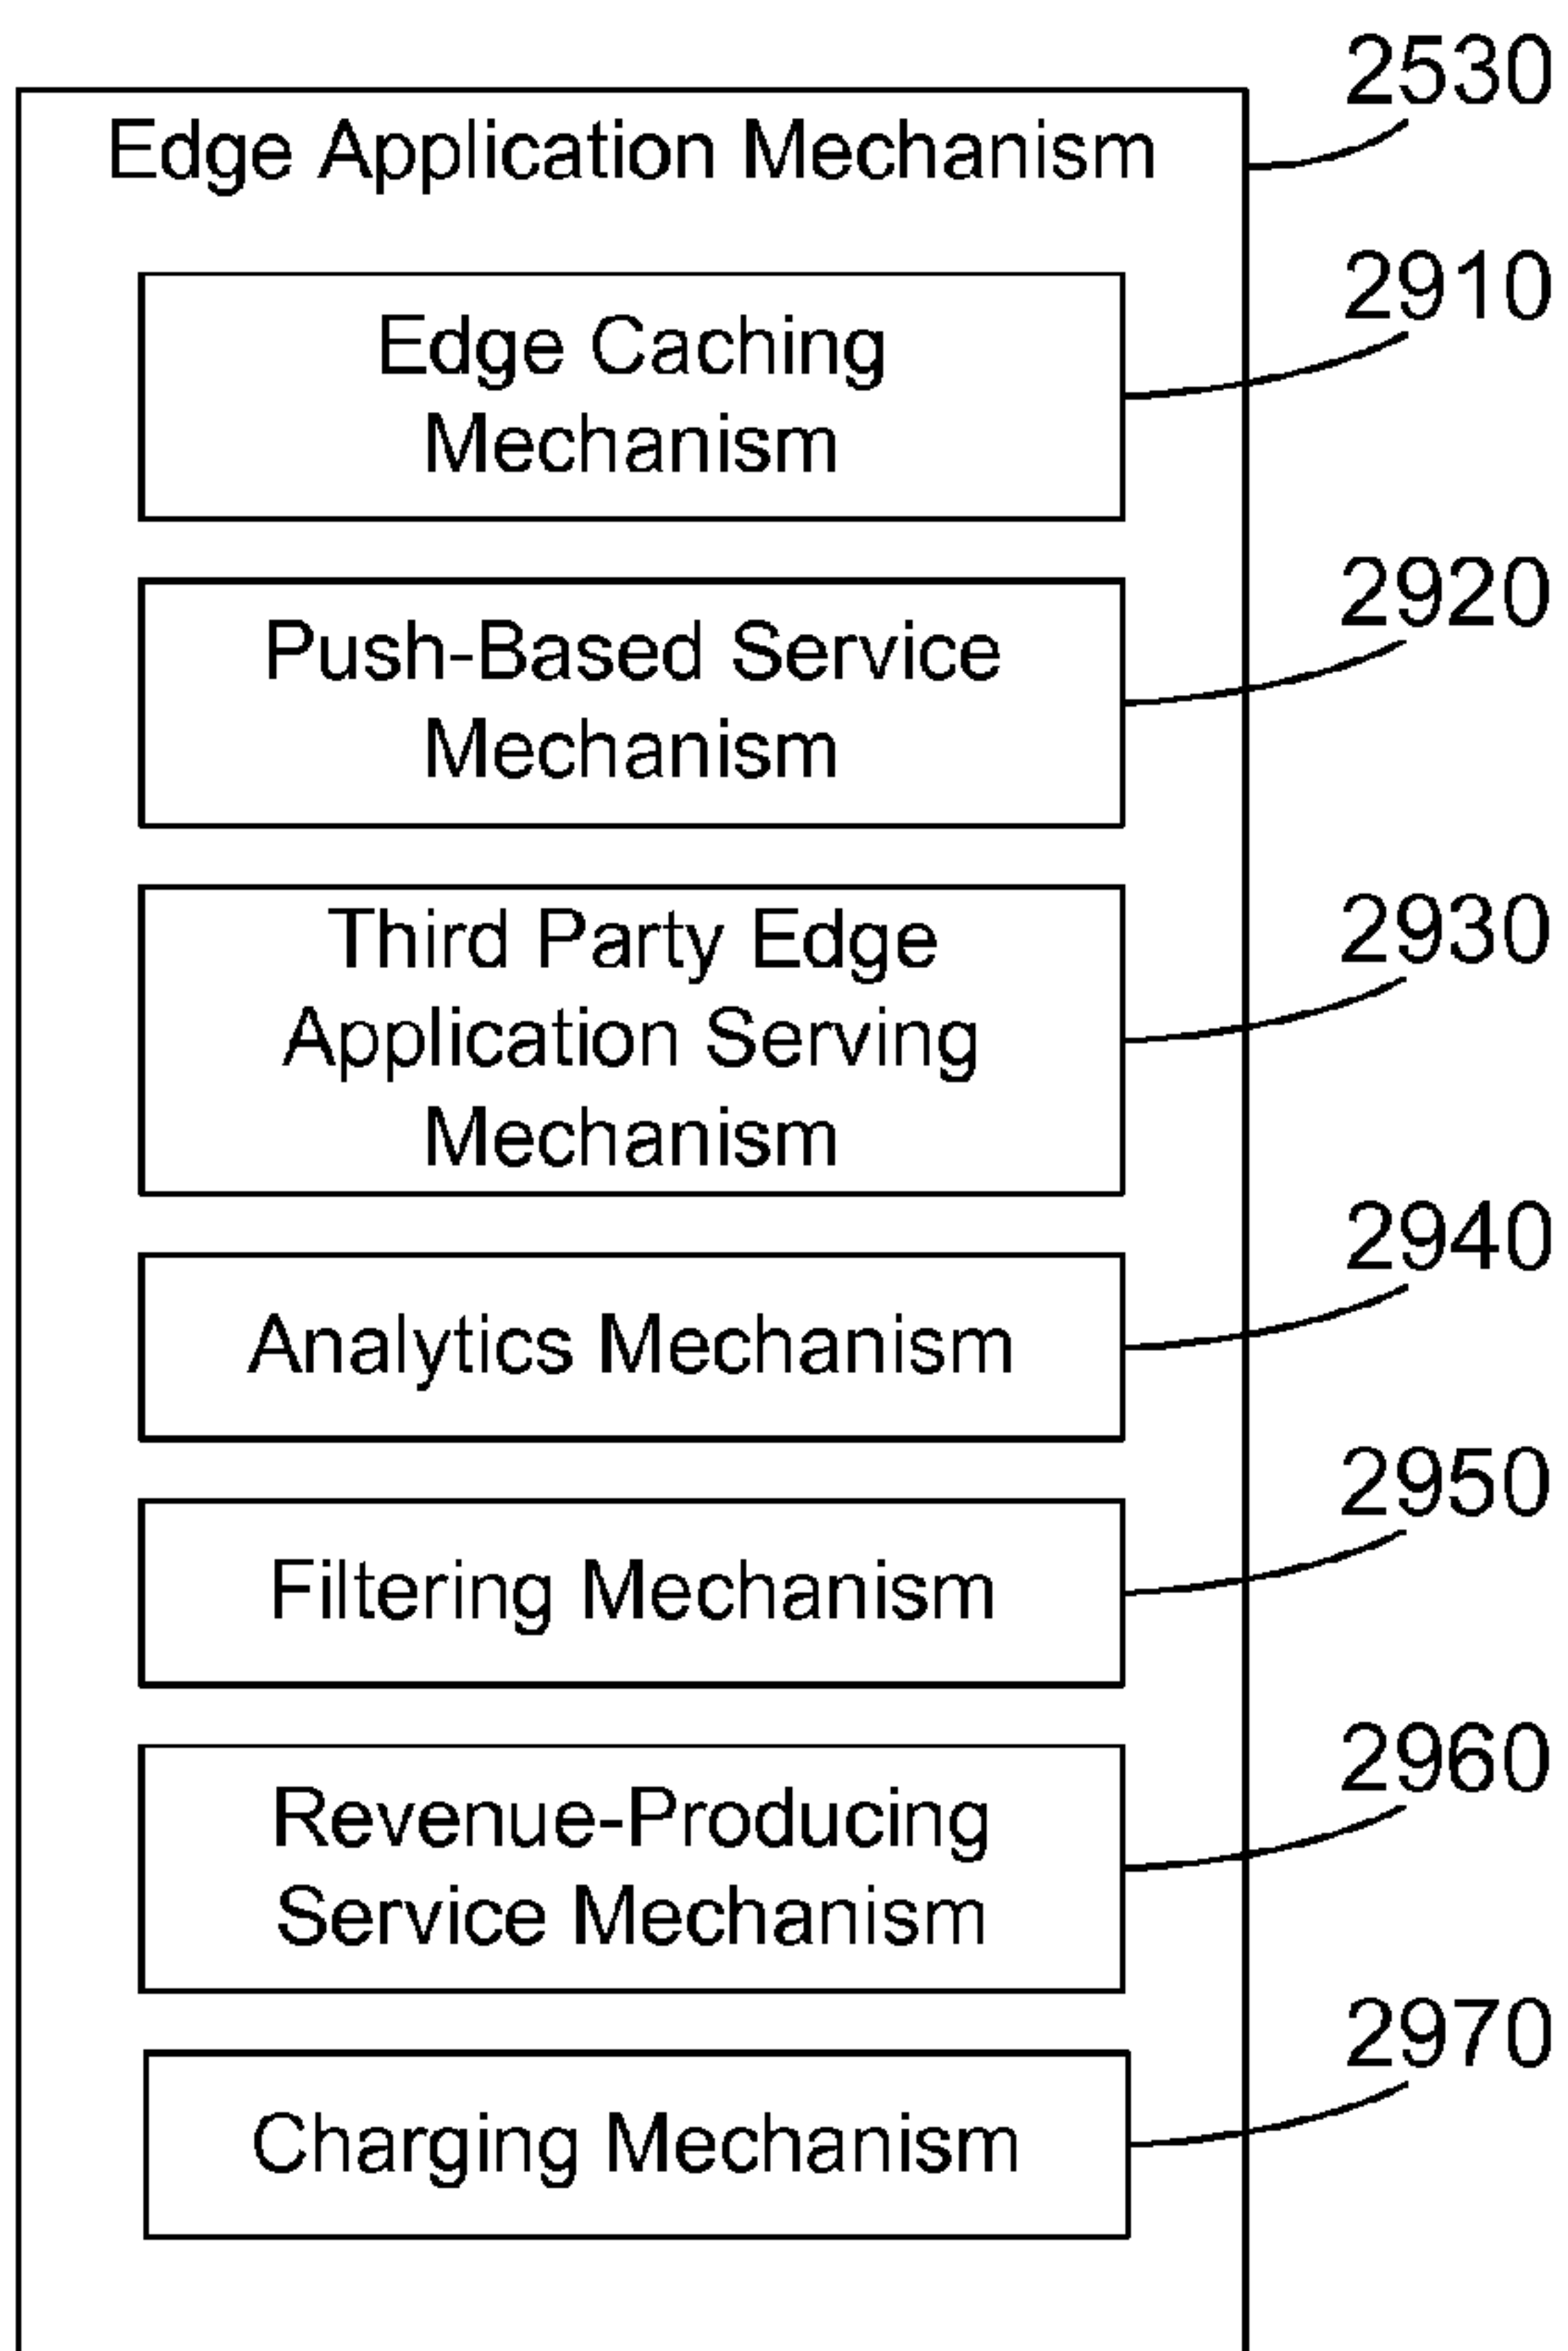 2530
Edge Application Mechanism
2910
Edge Caching
Mechanism
2920
Push-Based Service
Mechanism
2930
Third Party Edge
Application Serving
Mechanism
2940
Analytics Mechanism
2950
Filtering Mechanism
2960
Revenue-Producing
Service Mechanism
2970
Charging Mechanism